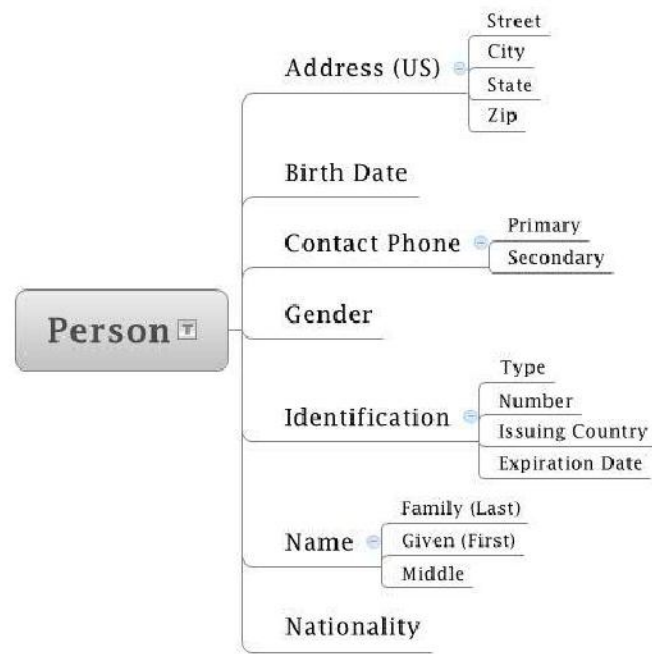 Person
Address (US)
Street
City
State
Zip
Birth Date
Contact Phone
Primary
Secondary
Gender
Identification
Type
Number
Issuing Country
Expiration Date
Name
Family (Last)
Given (First)
Middle
Nationality